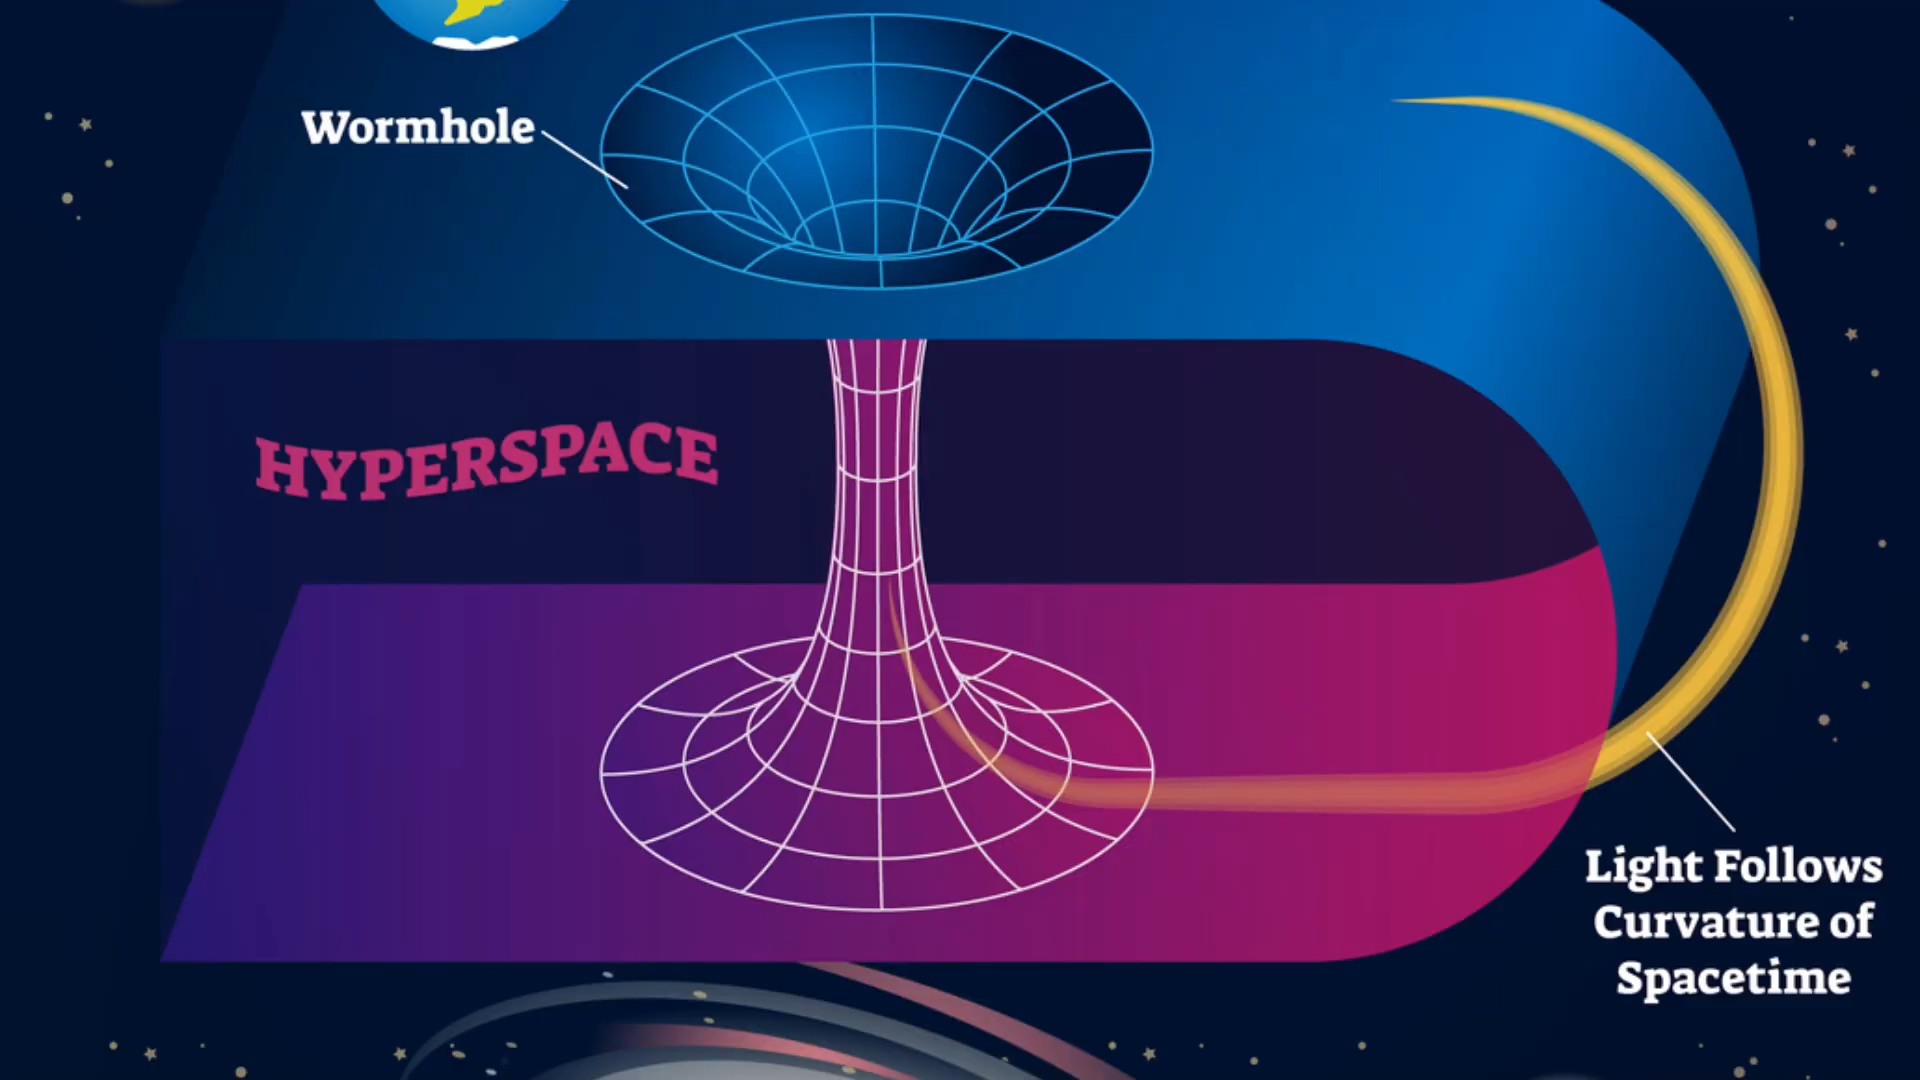 Wormhole
HYPERSPACE
Light Follows
Curvature of
Spacetime